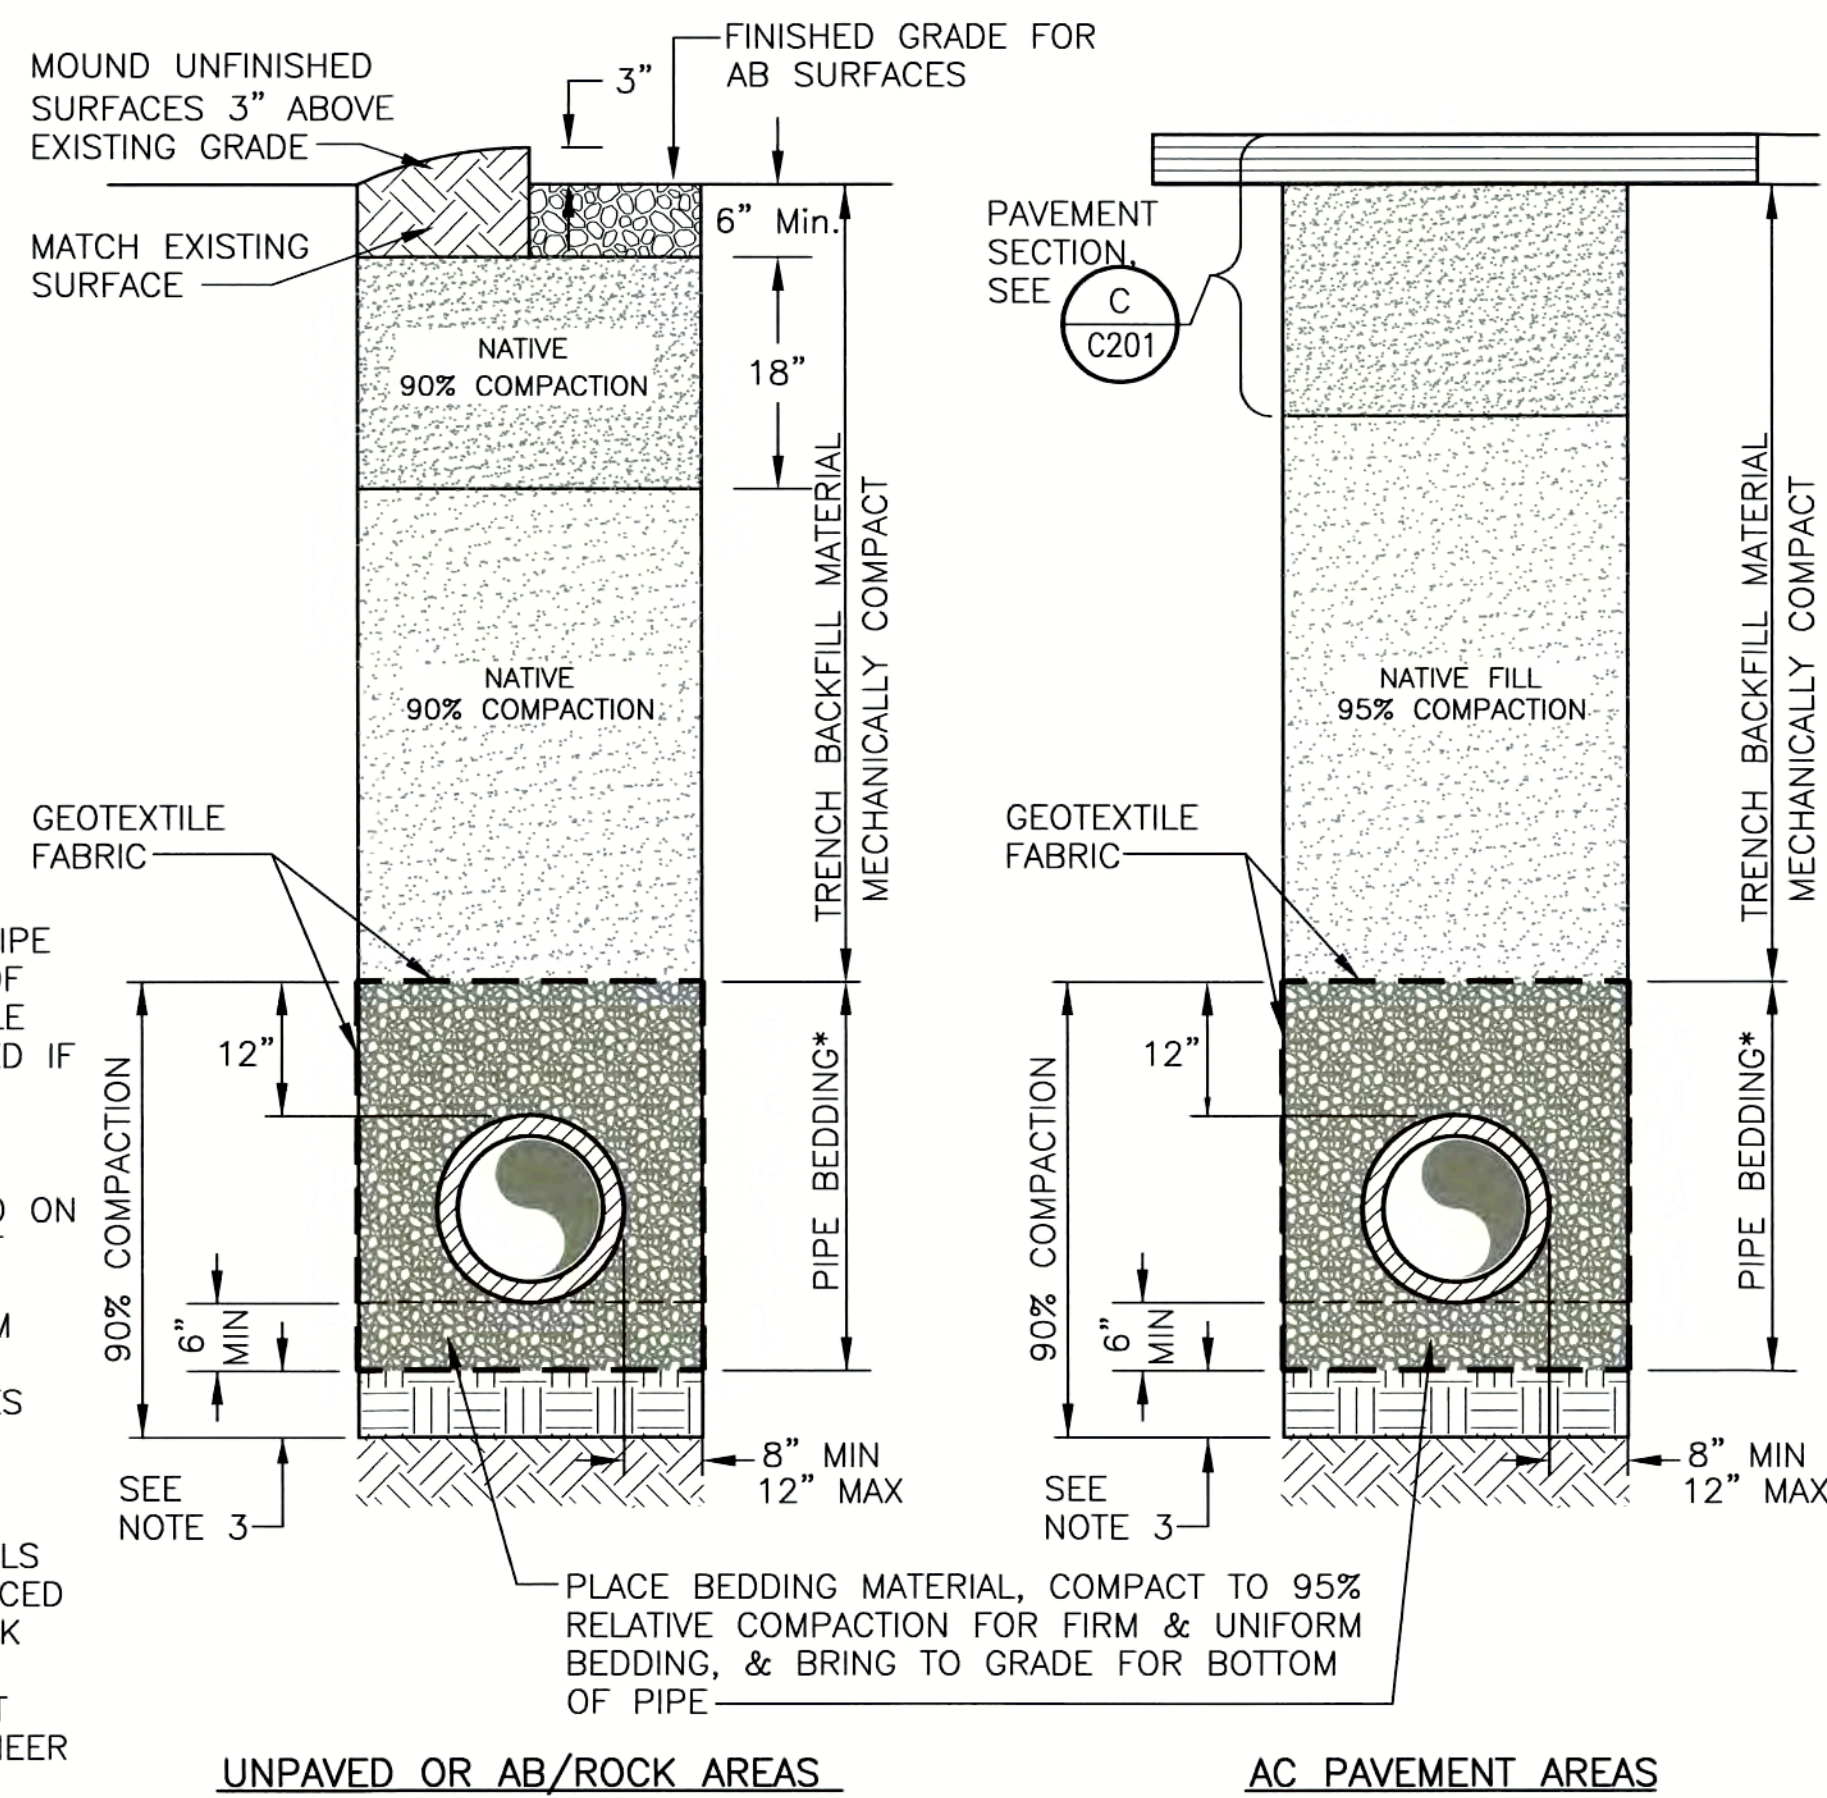 FINISHED GRADE FOR
AB SURFACES
3"
MOUND UNFINISHED
SURFACES 3" ABOVE
EXISTING GRADE
MATCH EXISTING
SURFACE
6" Min.
NATIVE
90% COMPACTION
18"
NATIVE
90% COMPACTION
TRENCH BACKFILL MATERIAL
MECHANICALLY COMPACT
GEOTEXTILE
FABRIC
90% COMPACTION
12"
PIPE BEDDING*
6"
MIN
8" MIN
12" MAX
SEE
NOTE 3
PAVEMENT
SECTION,
SEE
C
C201
NATIVE FILL
95% COMPACTION
TRENCH BACKFILL MATERIAL
MECHANICALLY COMPACT
GEOTEXTILE
FABRIC
90% COMPACTION
12"
PIPE BEDDING*
6"
MIN
8" MIN
12" MAX
SEE
NOTE 3
PLACE BEDDING MATERIAL, COMPACT TO 95%
RELATIVE COMPACTION FOR FIRM & UNIFORM
BEDDING, & BRING TO GRADE FOR BOTTOM
OF PIPE
UNPAVED OR AB/ROCK AREAS
AC PAVEMENT AREAS
IF
ON